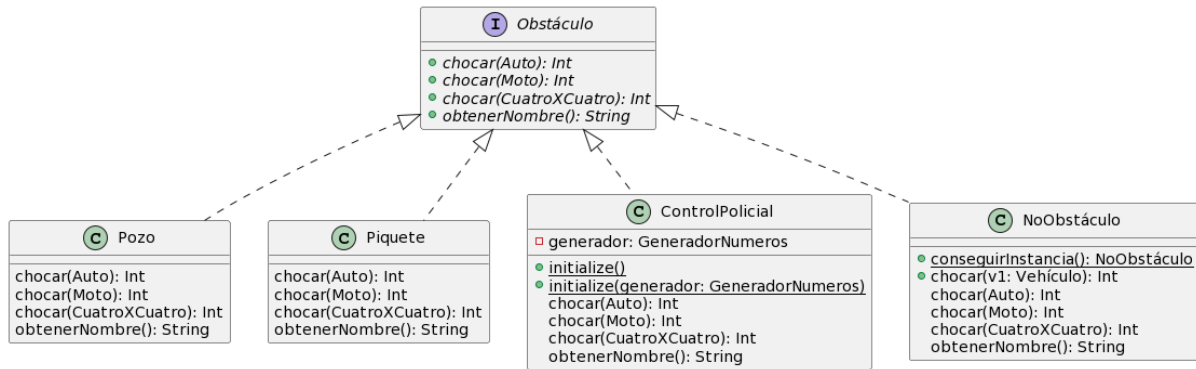 I Obstáculo
chocar(Auto): Int
chocar(Moto): Int
chocar(CuatroXCuatro): Int
obtenerNombre(): String
C Pozo
chocar(Auto): Int
chocar(Moto): Int
chocar(CuatroXCuatro): Int
obtenerNombre(): String
C Piquete
chocar(Auto): Int
chocar(Moto): Int
chocar(CuatroXCuatro): Int
obtenerNombre(): String
C ControlPolicial
generador: GeneradorNumeros
initialize()
initialize(generador: GeneradorNumeros)
chocar(Auto): Int
chocar(Moto): Int
chocar(CuatroXCuatro): Int
obtenerNombre(): String
C NoObstáculo
conseguirInstancia(): NoObstáculo
chocar(v1: Vehículo): Int
chocar(Auto): Int
chocar(Moto): Int
chocar(CuatroXCuatro): Int
obtenerNombre(): String